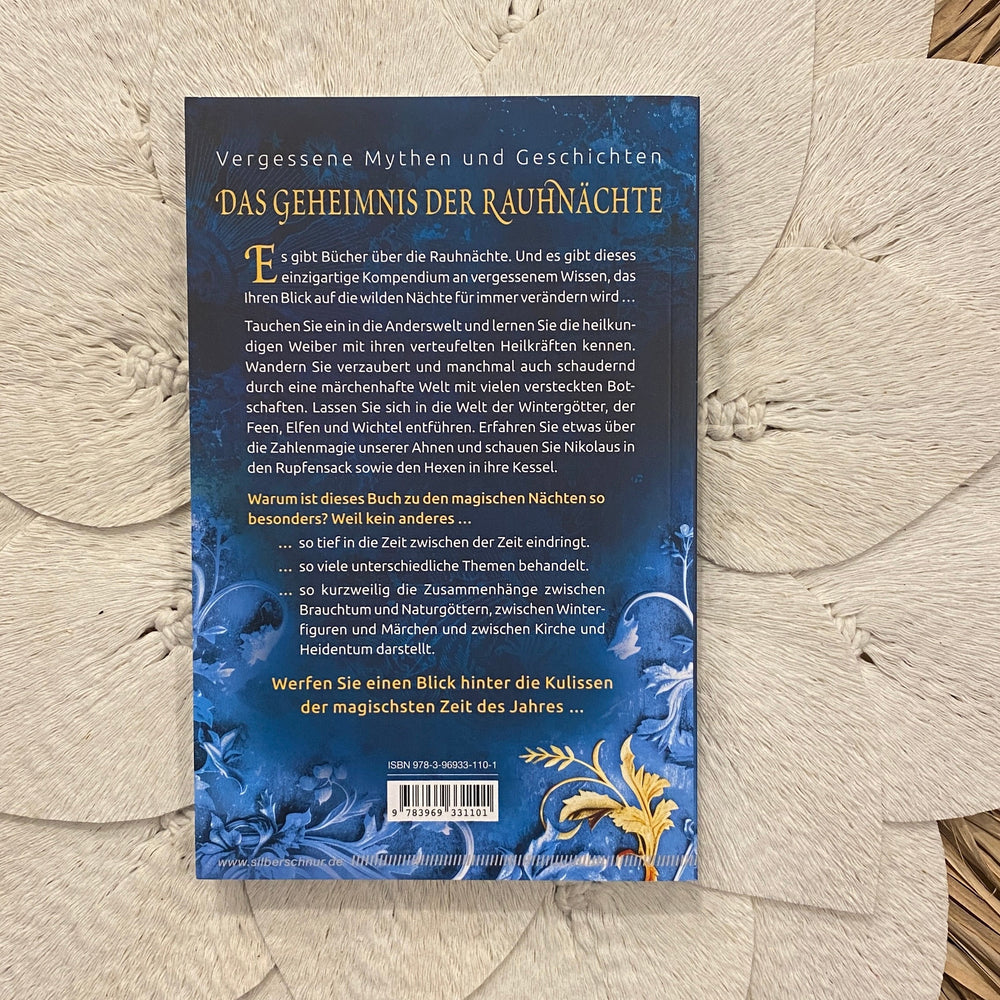 Vergessene Mythen und Geschichten
DAS GEHEIMNIS DER RAUHNÄCHTE
Es gibt Bücher über die Rauhnächte. Und es gibt dieses
einzigartige Kompendium an vergessenem Wissen, das
Ihren Blick auf die wilden Nächte für immer verändern wird ...
Tauchen Sie ein in die Anderswelt und lernen Sie die heilkun-
digen Weiber mit ihren verteufelten Heilkräften kennen.
Wandern Sie verzaubert und manchmal auch schaudernd
durch eine märchenhafte Welt mit vielen versteckten Bot-
schaften. Lassen Sie sich in die Welt der Wintergötter, der
Feen, Elfen und Wichtel entführen. Erfahren Sie etwas über
die Zahlenmagie unserer Ahnen und schauen Sie Nikolaus in
den Rupfensack sowie den Hexen in ihre Kessel.
Warum ist dieses Buch zu den magischen Nächten so
besonders? Weil kein anderes ...
... so tief in die Zeit zwischen der Zeit eindringt.
... so viele unterschiedliche Themen behandelt.
... so kurzweilig die Zusammenhänge zwischen
Brauchtum und Naturgöttern, zwischen Winter-
figuren und Märchen und zwischen Kirche und
Heidentum darstellt.
Werfen Sie einen Blick hinter die Kulissen
der magischsten Zeit des Jahres ...
ISBN 978-3-96933-110-1
9 783969 331101
www.silberschnur.de